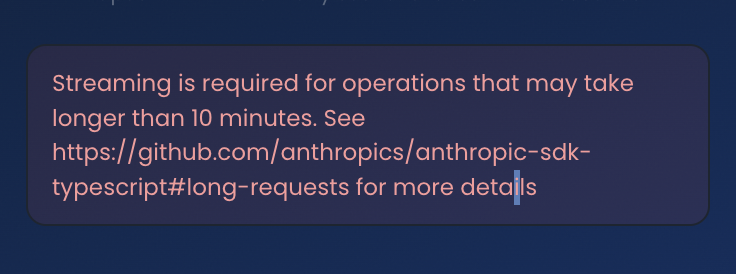 Streaming is required for operations that may take
longer than 10 minutes. See
https://github.com/anthropics/anthropic-sdk-
typescript#long-requests for more details